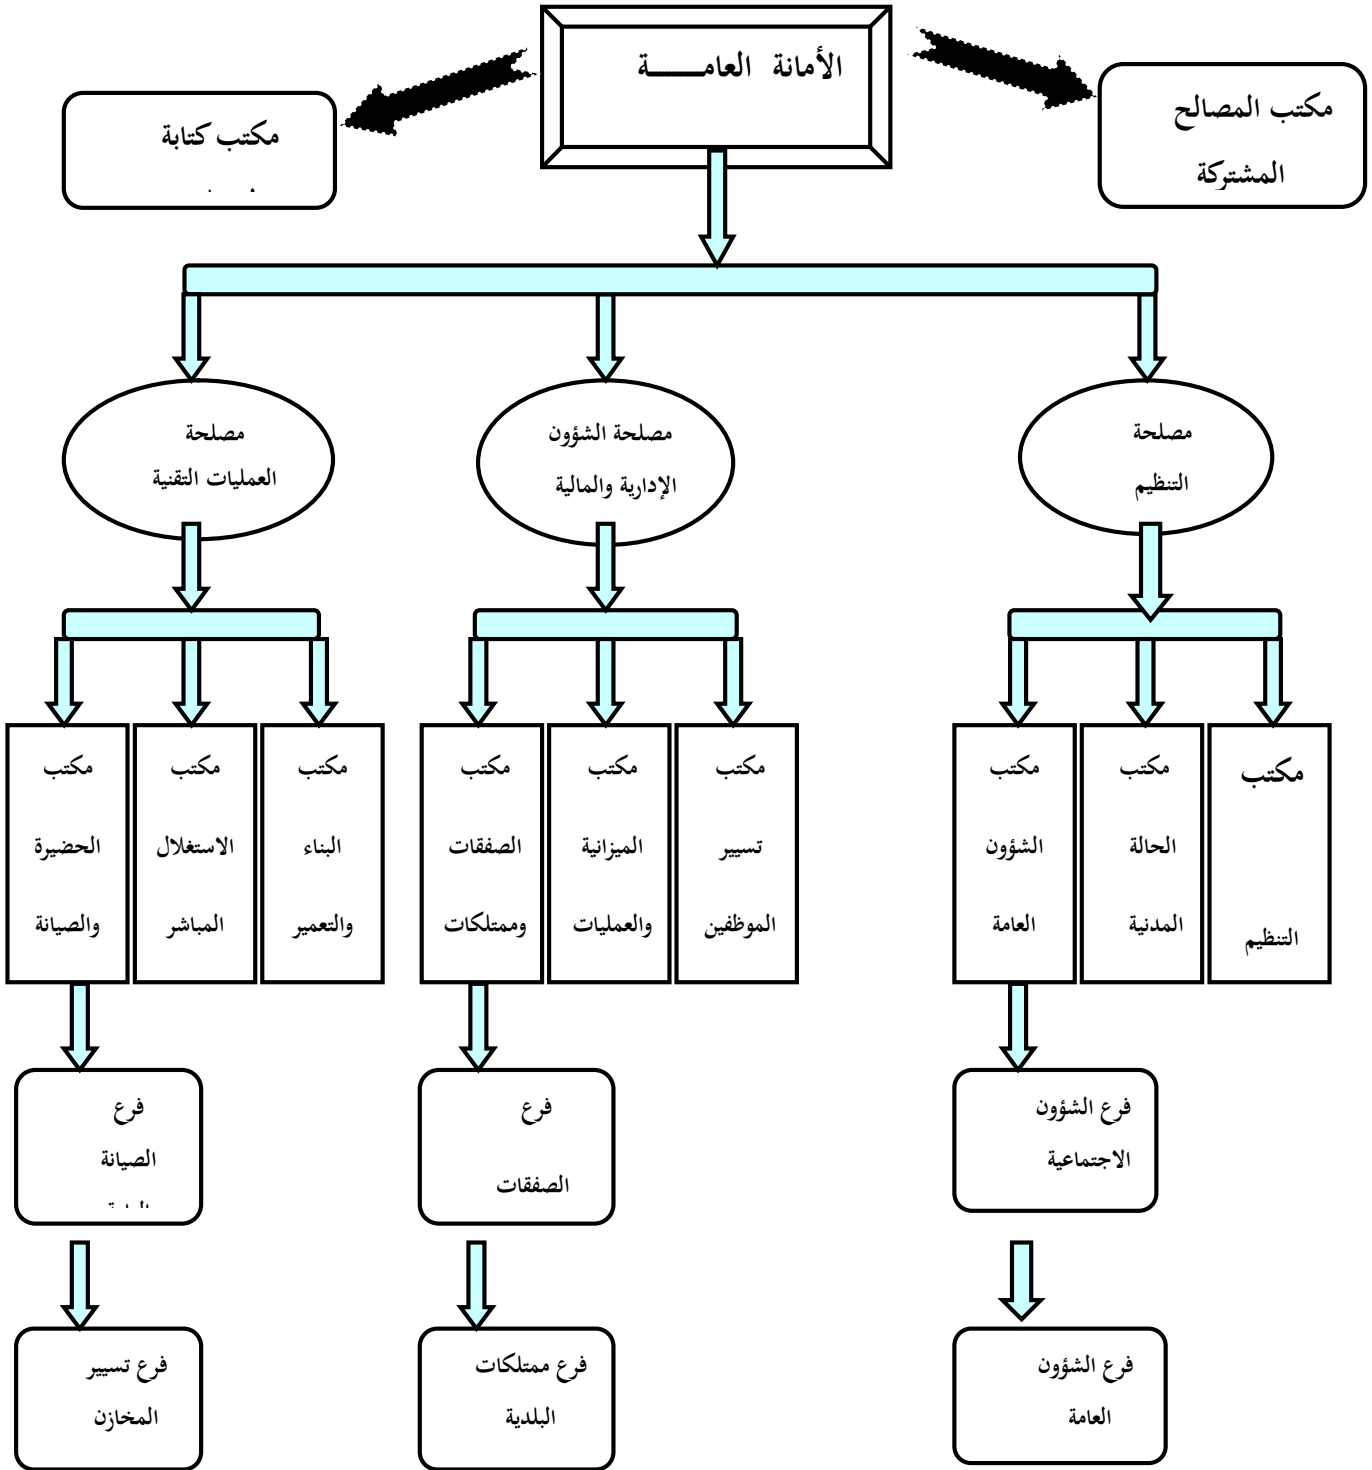 الأمانة العامـــــة
مكتب المصالح
المشتركة
مكتب كتابة
مصلحة
التنظيم
مصلحة الشؤون
الإدارية والمالية
مصلحة
العمليات التقنية
مكتب
التنظيم
مكتب
الحالة
المدنية
مكتب
الشؤون
العامة
مكتب
تسيير
الموظفين
مكتب
الميزانية
والعمليات
مكتب
الصفقات
وممتلكات
مكتب
البناء
والتعمير
مكتب
الاستغلال
المباشر
مكتب
الحضيرة
والصيانة
فرع الشؤون
الاجتماعية
فرع
الصفقات
فرع
الصيانة
فرع الشؤون
العامة
فرع ممتلكات
البلدية
فرع تسيير
المخازن